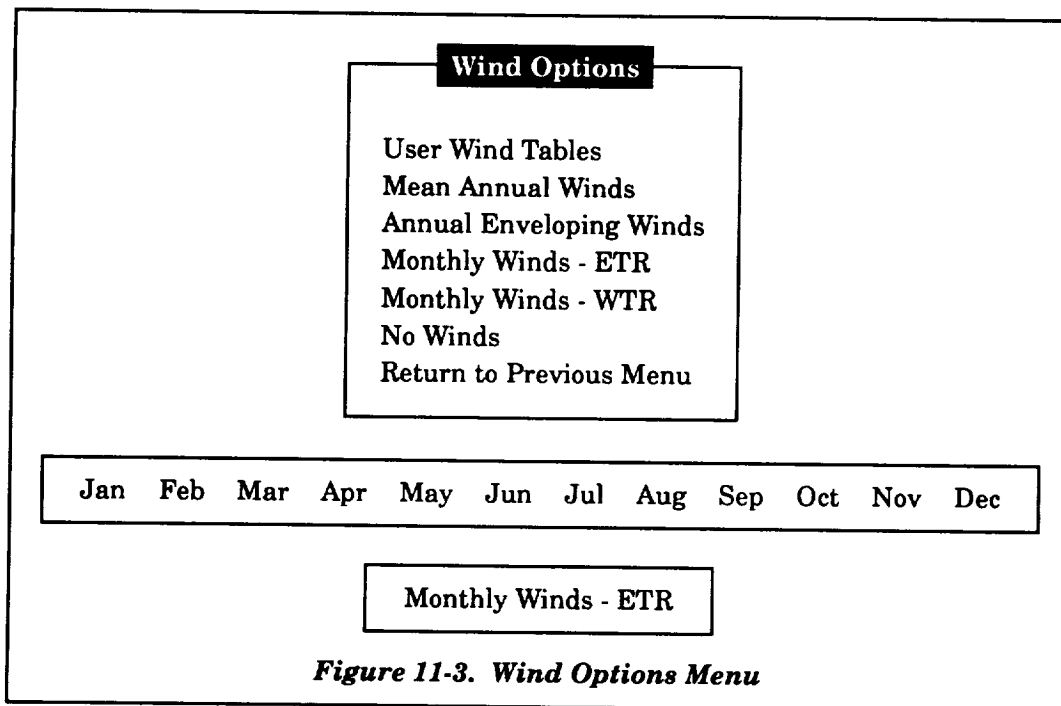 Wind Options
User Wind Tables
Mean Annual Winds
Annual Enveloping Winds
Monthly Winds - ETR
Monthly Winds - WTR
No Winds
Return to Previous Menu
Jan Feb Mar Apr May Jun Jul Aug Sep Oct Nov Dec
Monthly Winds - ETR
Figure 11-3. Wind Options Menu